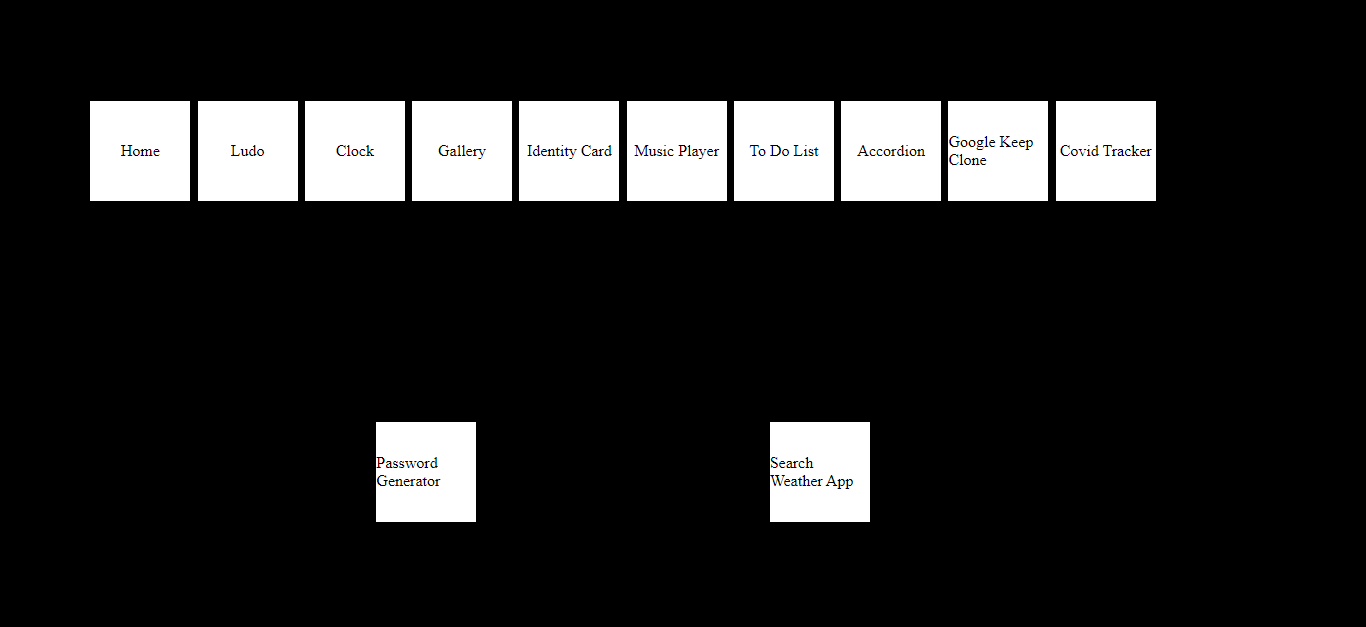 Home
Ludo
Clock
Gallery
Identity Card
Music Player
To Do List
Accordion
Google Keep
Clone
Covid Tracker
Password
Generator
Search
Weather App